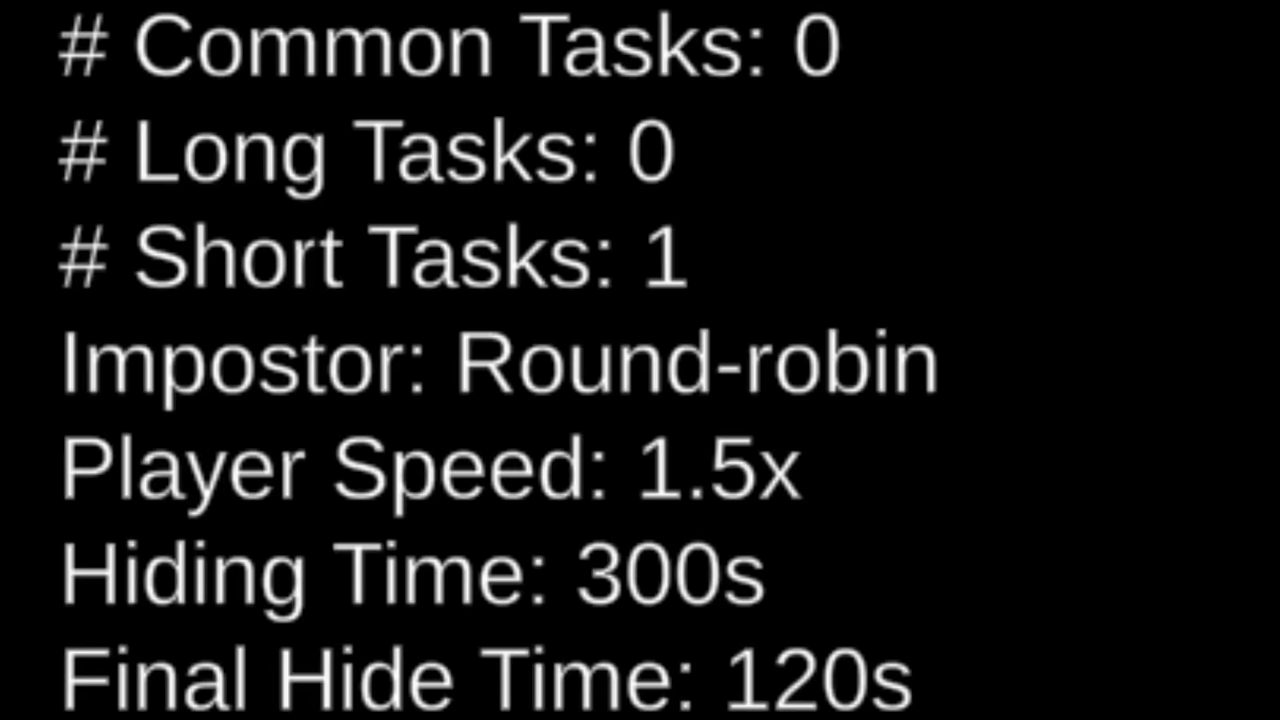 # Common Tasks: 0
# Long Tasks: 0
# Short Tasks: 1
Impostor: Round-robin
Player Speed: 1.5x
Hiding Time: 300s
Final Hide Time: 120s